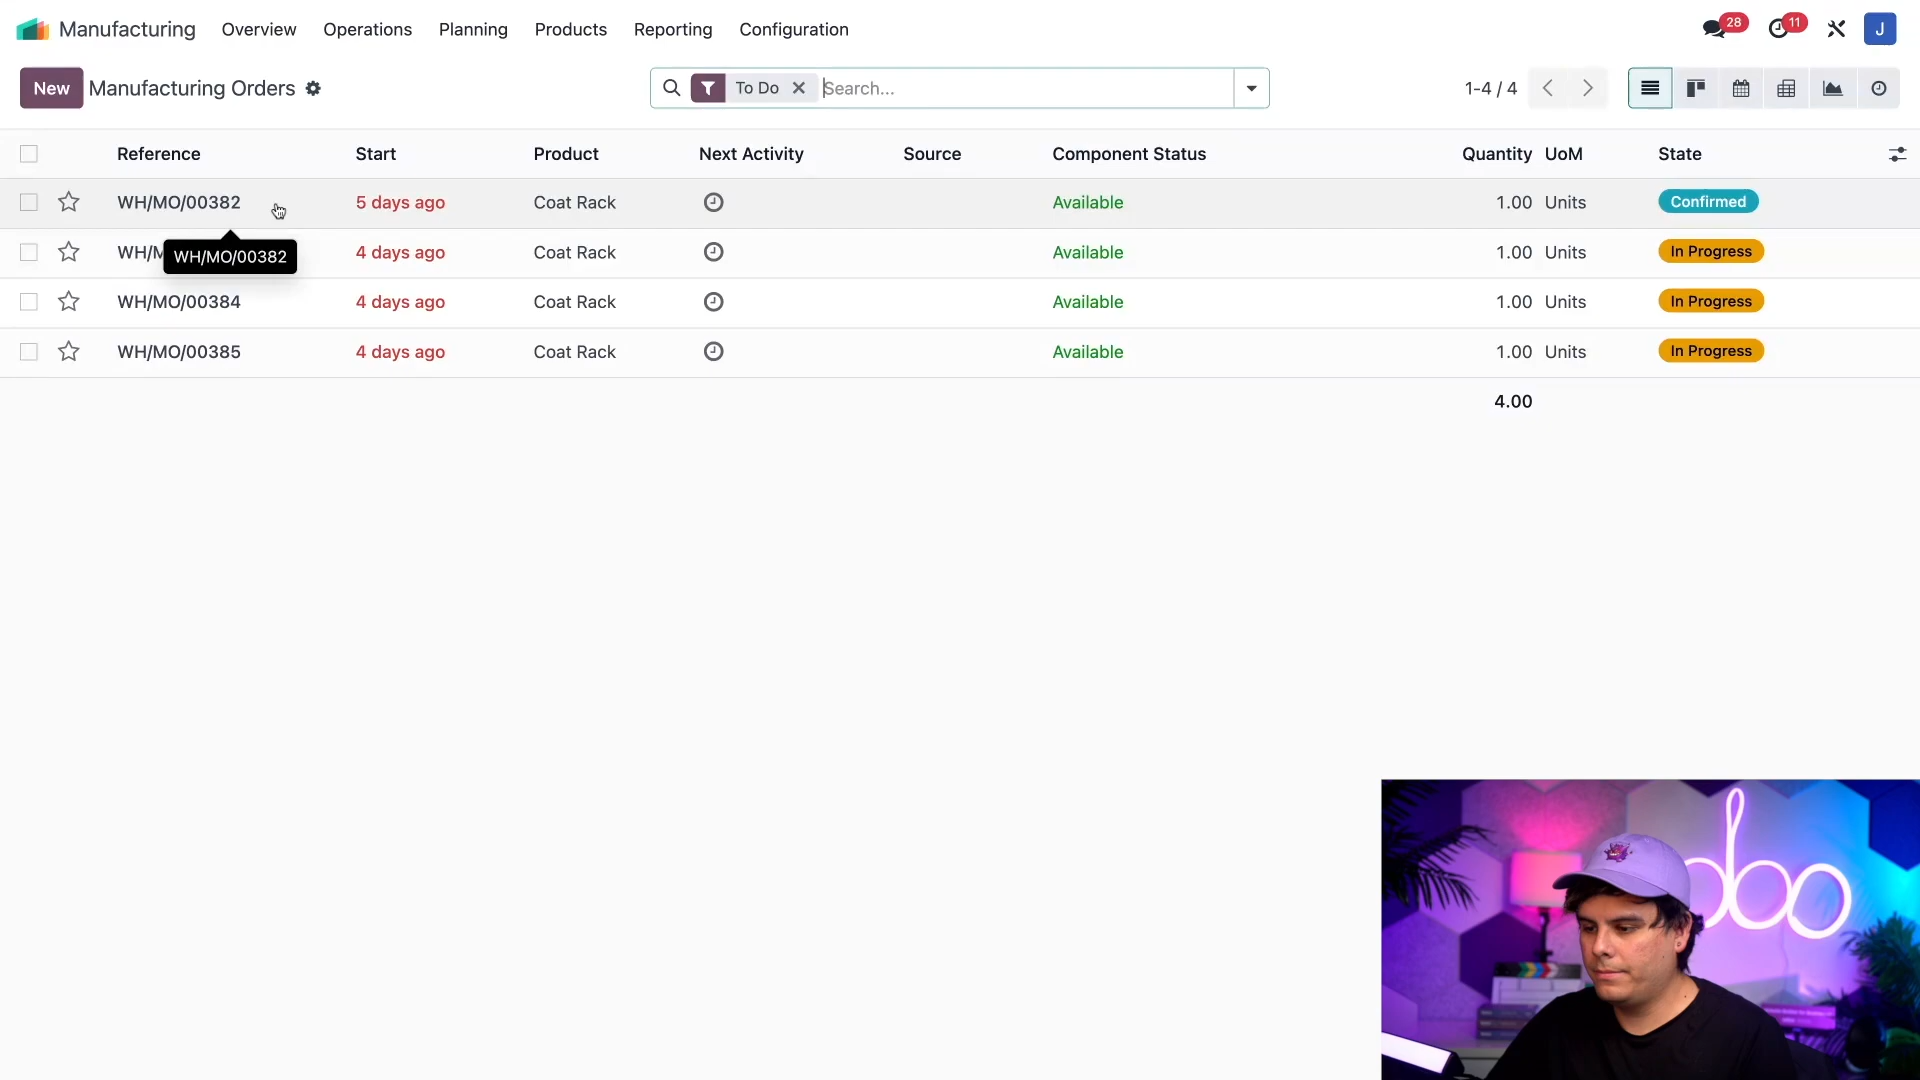 Manufacturing Overview Operations Planning Products Reporting Configuration 28 11 J
New Manufacturing Orders To Do Search... 1-4 / 4
Reference Start Product Next Activity Source Component Status Quantity UoM State
WH/MO/00382 5 days ago Coat Rack Available 1.00 Units Confirmed
WH/M 4 days ago Coat Rack Available 1.00 Units In Progress
WH/MO/00382
WH/MO/00384 4 days ago Coat Rack Available 1.00 Units In Progress
WH/MO/00385 4 days ago Coat Rack Available 1.00 Units In Progress
4.00